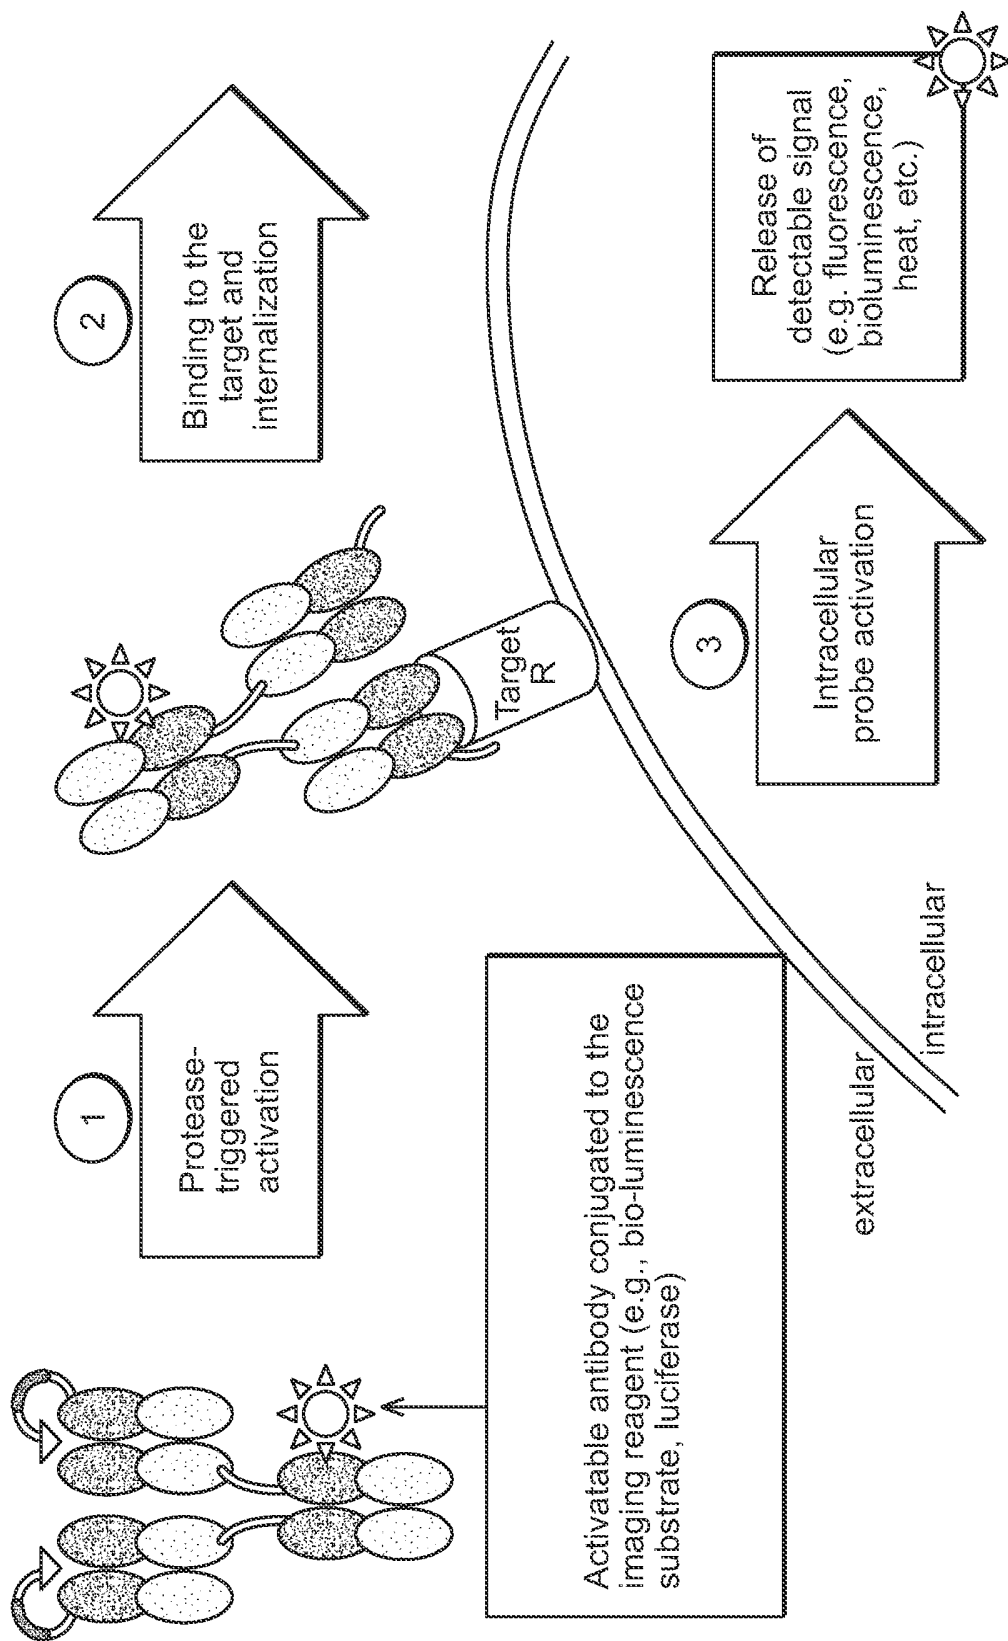 1
Protease-
triggered
activation
2
Binding to the
target and
internalization
Target
R
Activatable antibody conjugated to the
imaging reagent (e.g., bio-luminescence
substrate, luciferase)
extracellular
intracellular
3
Intracellular
probe activation
Release of
detectable signal
(e.g. fluorescence,
bioluminescence,
heat, etc.)